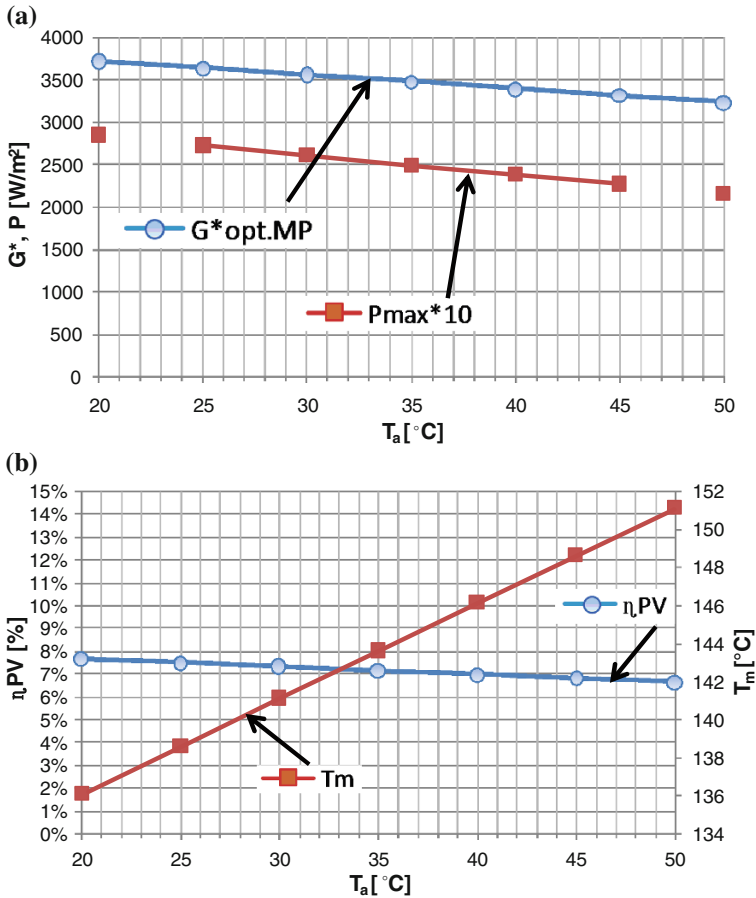 (a)
4000
3500
3000
2500
2000
1500
1000
500
0
G*, P [W/m²]
G*opt.MP
Pmax*10
20 25 30 35 40 45 50
Ta [°C]
(b)
15%
14%
13%
12%
11%
10%
9%
8%
7%
6%
5%
4%
3%
2%
1%
0%
ηPV [%]
ηPV
Tm
152
150
148
146
144
142
140
138
136
134
Tm [°C]
20 25 30 35 40 45 50
Ta [°C]